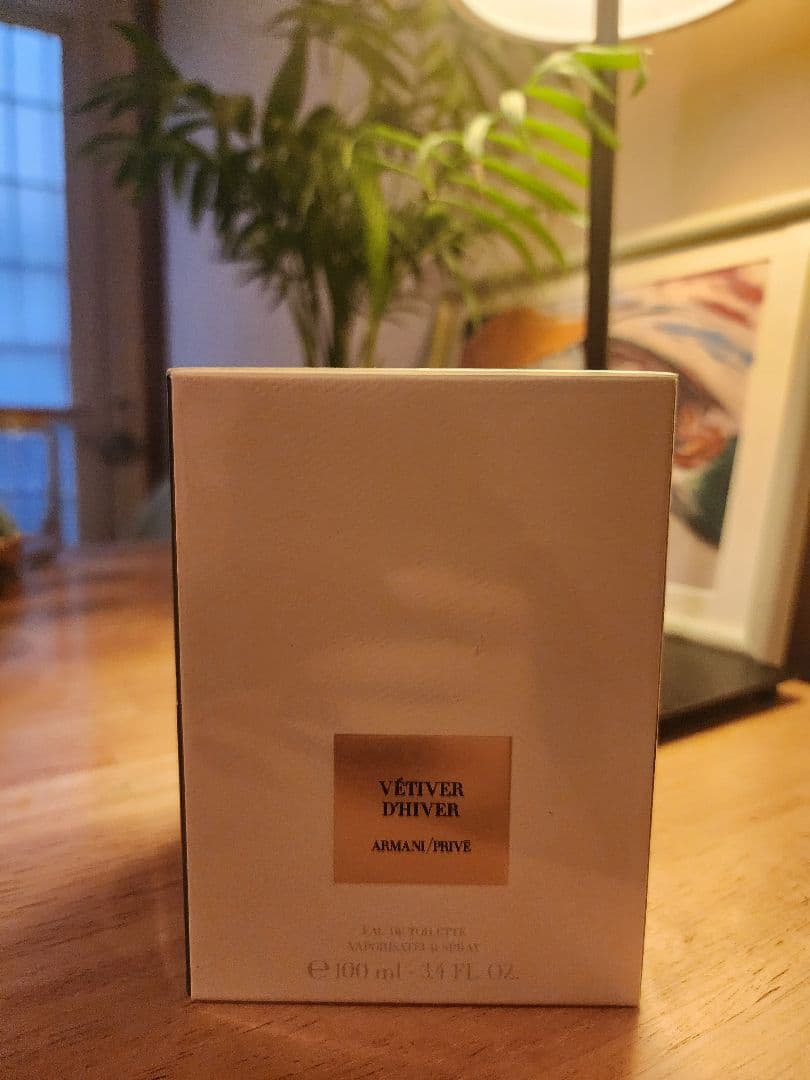 VÉTIVER
D'HIVER
ARMANI/PRIVÉ
EAU DE TOILETTE
VAPORISATEUR SPRAY
℮ 100 ml - 3.4 FL. OZ.